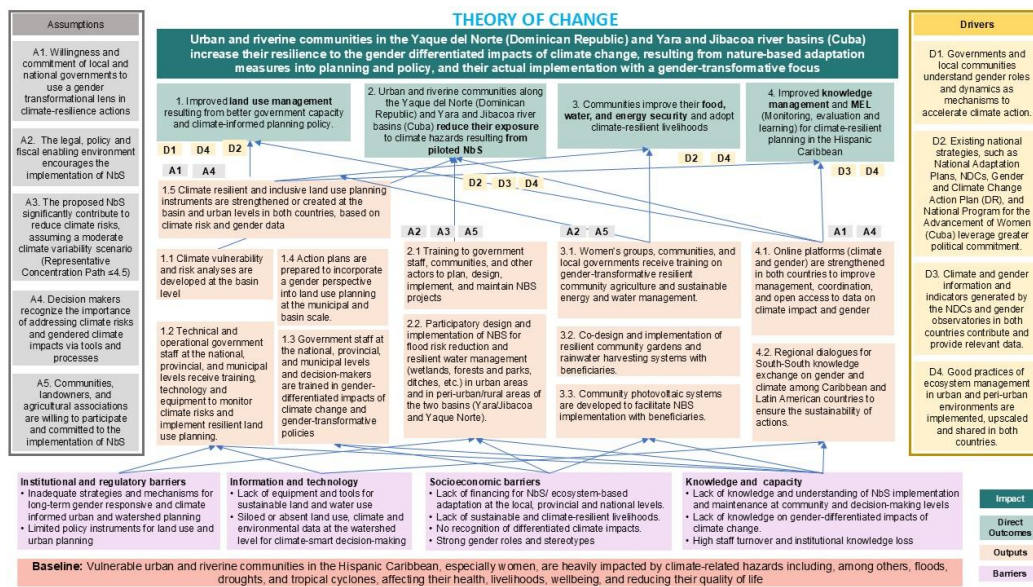 THEORY OF CHANGE
Assumptions
A1. Willingness and
commitment of local and
national governments to
use a gender
transformational lens in
climate-resilience actions
A2. The legal, policy and
fiscal enabling environment
encourages the
implementation of NbS
A3. The proposed NbS
significantly contribute to
reduce climate risks,
assuming a moderate
climate variability scenario
(Representative
Concentration Path ≤4.5)
A4. Decision makers
recognize the importance
of addressing climate risks
and gendered climate
impacts via tools and
processes
A5. Communities,
landowners, and
agricultural associations
are willing to participate
and committed to the
implementation of NbS
Urban and riverine communities in the Yaque del Norte (Dominican Republic) and Yara and Jibacoa river basins (Cuba)
increase their resilience to the gender differentiated impacts of climate change, resulting from nature-based adaptation
measures into planning and policy, and their actual implementation with a gender-transformative focus
1. Improved land use management
resulting from better government capacity
and climate-informed planning policy.
2. Urban and riverine communities along
the Yaque del Norte (Dominican
Republic) and Yara and Jibacoa river
basins (Cuba) reduce their exposure
to climate hazards resulting from
piloted NbS
3. Communities improve their food,
water, and energy security and adopt
climate-resilient livelihoods
4. Improved knowledge
management and MEL
(Monitoring, evaluation and
learning) for climate-resilient
planning in the Hispanic
Caribbean
D1 D4 D2
A1 A4
D2 D3 D4
D2 D4
D3 D4
1.5 Climate resilient and inclusive land use planning
instruments are strengthened or created at the
basin and urban levels in both countries, based on
climate risk and gender data
A2 A3 A5
A2 A5
A1 A4
1.1 Climate vulnerability
and risk analyses are
developed at the basin
level
1.4 Action plans are
prepared to incorporate
a gender perspective
into land use planning
at the municipal and
basin scale.
1.2 Technical and
operational government
staff at the national,
provincial, and municipal
levels receive training,
technology and
equipment to monitor
climate risks and
implement resilient land
use planning.
1.3 Government staff at
the national, provincial,
and municipal levels
and decision-makers
are trained in gender-
differentiated impacts
of climate change and
gender-transformative
policies
2.1 Training to government
staff, communities, and other
actors to plan, design,
implement, and maintain NBS
projects
2.2. Participatory design and
implementation of NBS for
flood risk reduction and
resilient water management
(wetlands, forests and parks,
ditches, etc.) in urban areas
and in peri-urban/rural areas of
the two basins (Yara/Jibacoa
and Yaque Norte).
3.1. Women's groups, communities, and
local governments receive training on
gender-transformative resilient
community agriculture and sustainable
energy and water management.
3.2. Co-design and implementation of
resilient community gardens and
rainwater harvesting systems with
beneficiaries.
3.3. Community photovoltaic systems
are developed to facilitate NBS
implementation with beneficiaries.
4.1. Online platforms (climate
and gender) are strengthened
in both countries to improve
management, coordination,
and open access to data on
climate impact and gender
4.2. Regional dialogues for
South-South knowledge
exchange on gender and
climate among Caribbean and
Latin American countries to
ensure the sustainability of
actions.
Drivers
D1. Governments and
local communities
understand gender roles
and dynamics as
mechanisms to
accelerate climate action.
D2. Existing national
strategies, such as
National Adaptation
Plans, NDCs, Gender
and Climate Change
Action Plan (DR), and
National Program for the
Advancement of Women
(Cuba) leverage greater
political commitment.
D3. Climate and gender
information and
indicators generated by
the NDCs and gender
observatories in both
countries contribute and
provide relevant data.
D4. Good practices of
ecosystem management
in urban and peri-urban
environments are
implemented, upscaled
and shared in both
countries.
Institutional and regulatory barriers
• Inadequate strategies and mechanisms for
long-term gender responsive and climate
informed urban and watershed planning
• Limited policy instruments for land use and
urban planning
Information and technology
• Lack of equipment and tools for
sustainable land and water use
• Siloed or absent land use, climate and
environmental data at the watershed
level for climate-smart decision-making
Socioeconomic barriers
• Lack of financing for NbS/ ecosystem-based
adaptation at the local, provincial and national levels.
• Lack of sustainable and climate-resilient livelihoods.
• No recognition of differentiated climate impacts.
• Strong gender roles and stereotypes
Knowledge and capacity
• Lack of knowledge and understanding of NbS implementation
and maintenance at community and decision-making levels
• Lack of knowledge on gender-differentiated impacts of
climate change.
• High staff turnover and institutional knowledge loss
Impact
Direct
Outcomes
Outputs
Barriers
Baseline: Vulnerable urban and riverine communities in the Hispanic Caribbean, especially women, are heavily impacted by climate-related hazards including, among others, floods,
droughts, and tropical cyclones, affecting their health, livelihoods, wellbeing, and reducing their quality of life